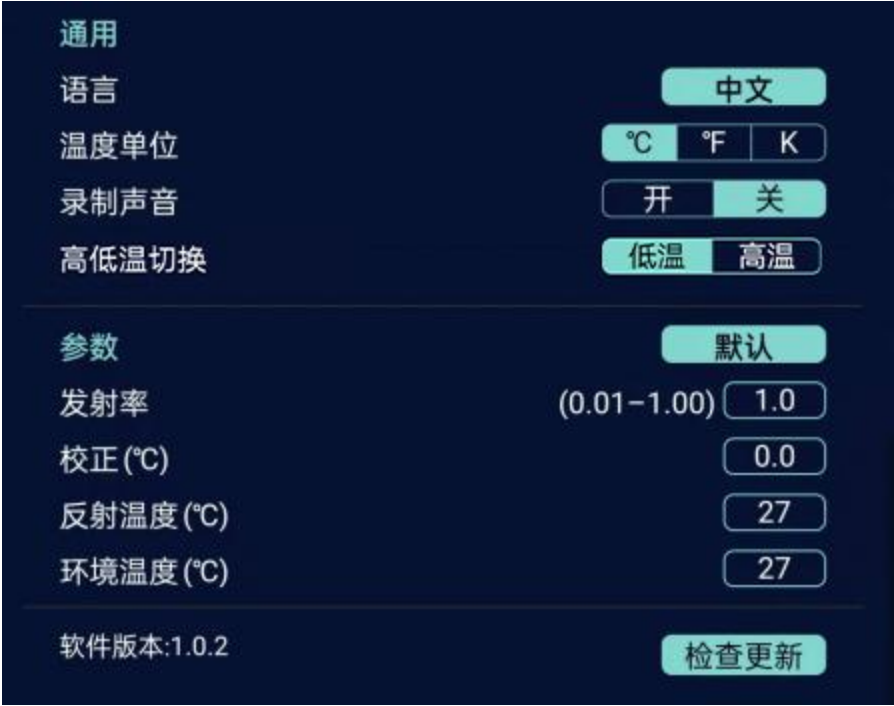 通用
语言 中文
温度单位 ℃ ℉ K
录制声音 开 关
高低温切换 低温 高温
参数 默认
发射率 (0.01-1.00) 1.0
校正(℃) 0.0
反射温度(℃) 27
环境温度(℃) 27
软件版本:1.0.2 检查更新